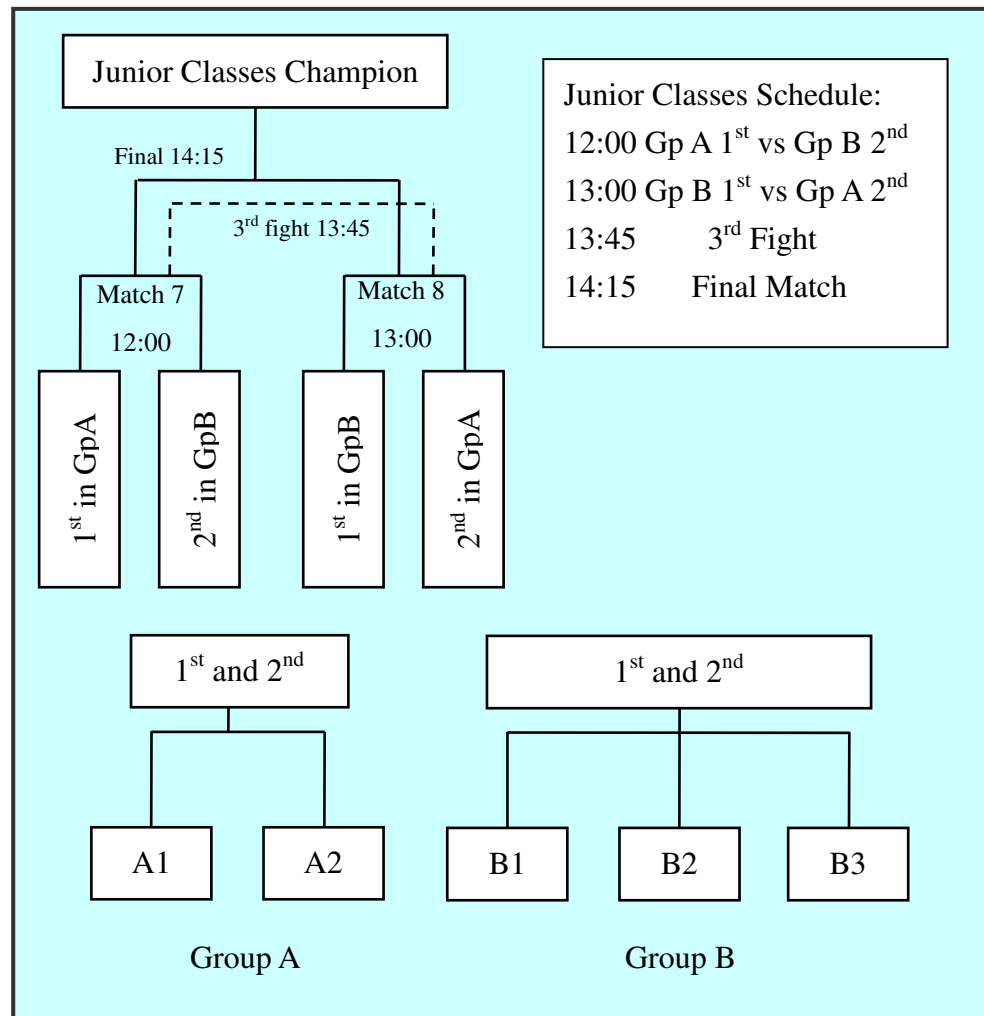 Junior Classes Champion
Final 14:15
3rd fight 13:45
Match 7
12:00
Match 8
13:00
1st in GpA
2nd in GpB
1st in GpB
2nd in GpA
Junior Classes Schedule:
12:00 Gp A 1st vs Gp B 2nd
13:00 Gp B 1st vs Gp A 2nd
13:45 3rd Fight
14:15 Final Match
1st and 2nd
A1
A2
Group A
1st and 2nd
B1
B2
B3
Group B